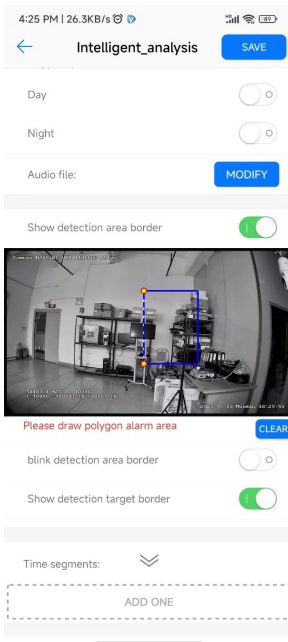 4:25 PM | 26.3KB/s
49
Intelligent_analysis
SAVE
Day
Night
Audio file:
MODIFY
Show detection area border
Please draw polygon alarm area
CLEAR
blink detection area border
Show detection target border
Time segments:
ADD ONE